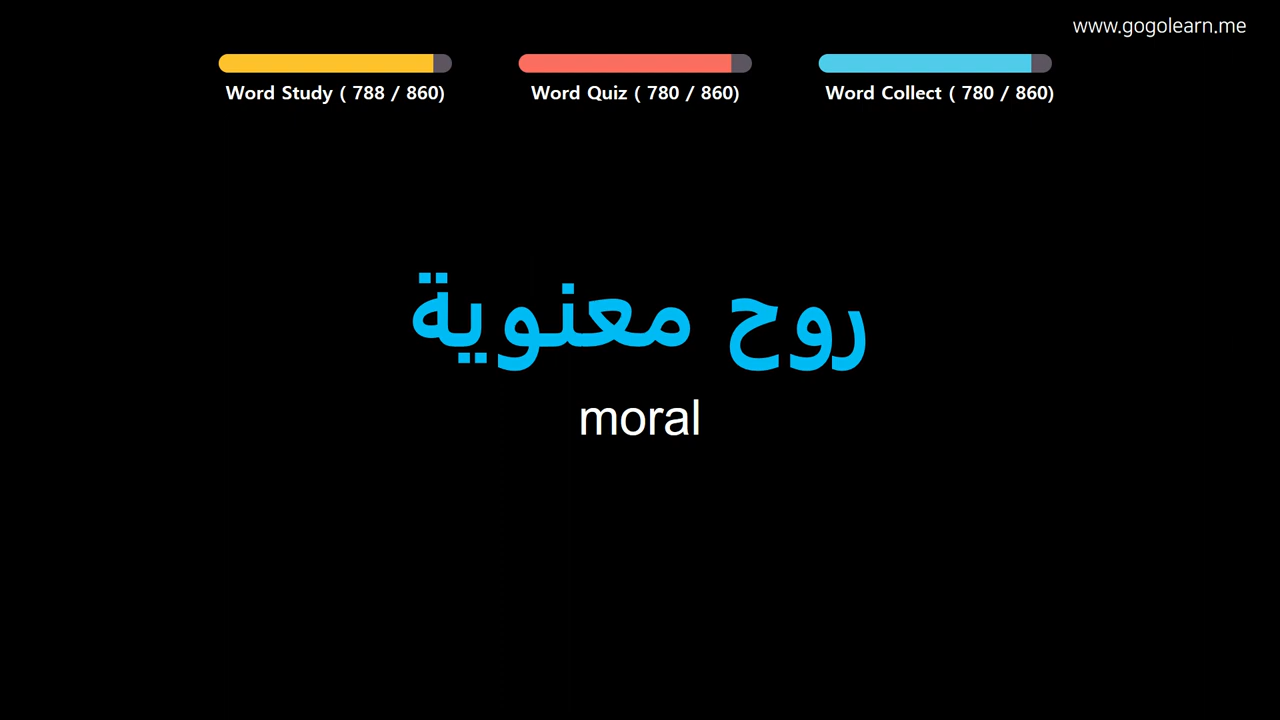 www.gogolearn.me
Word Study ( 788 / 860)
Word Quiz ( 780 / 860)
Word Collect ( 780 / 860)
روح معنوية
moral